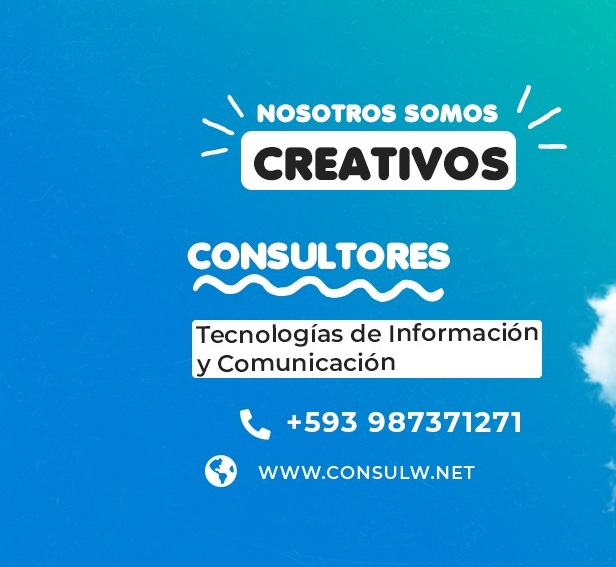 NOSOTROS SOMOS
CREATIVOS
CONSULTORES
Tecnologías de Información
y Comunicación
+593 987371271
WWW.CONSULW.NET